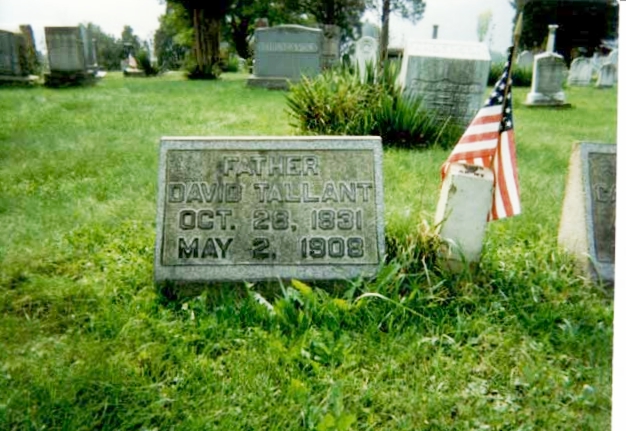 FATHER
DAVID TALLANT
OCT. 28, 1831
MAY 2, 1908